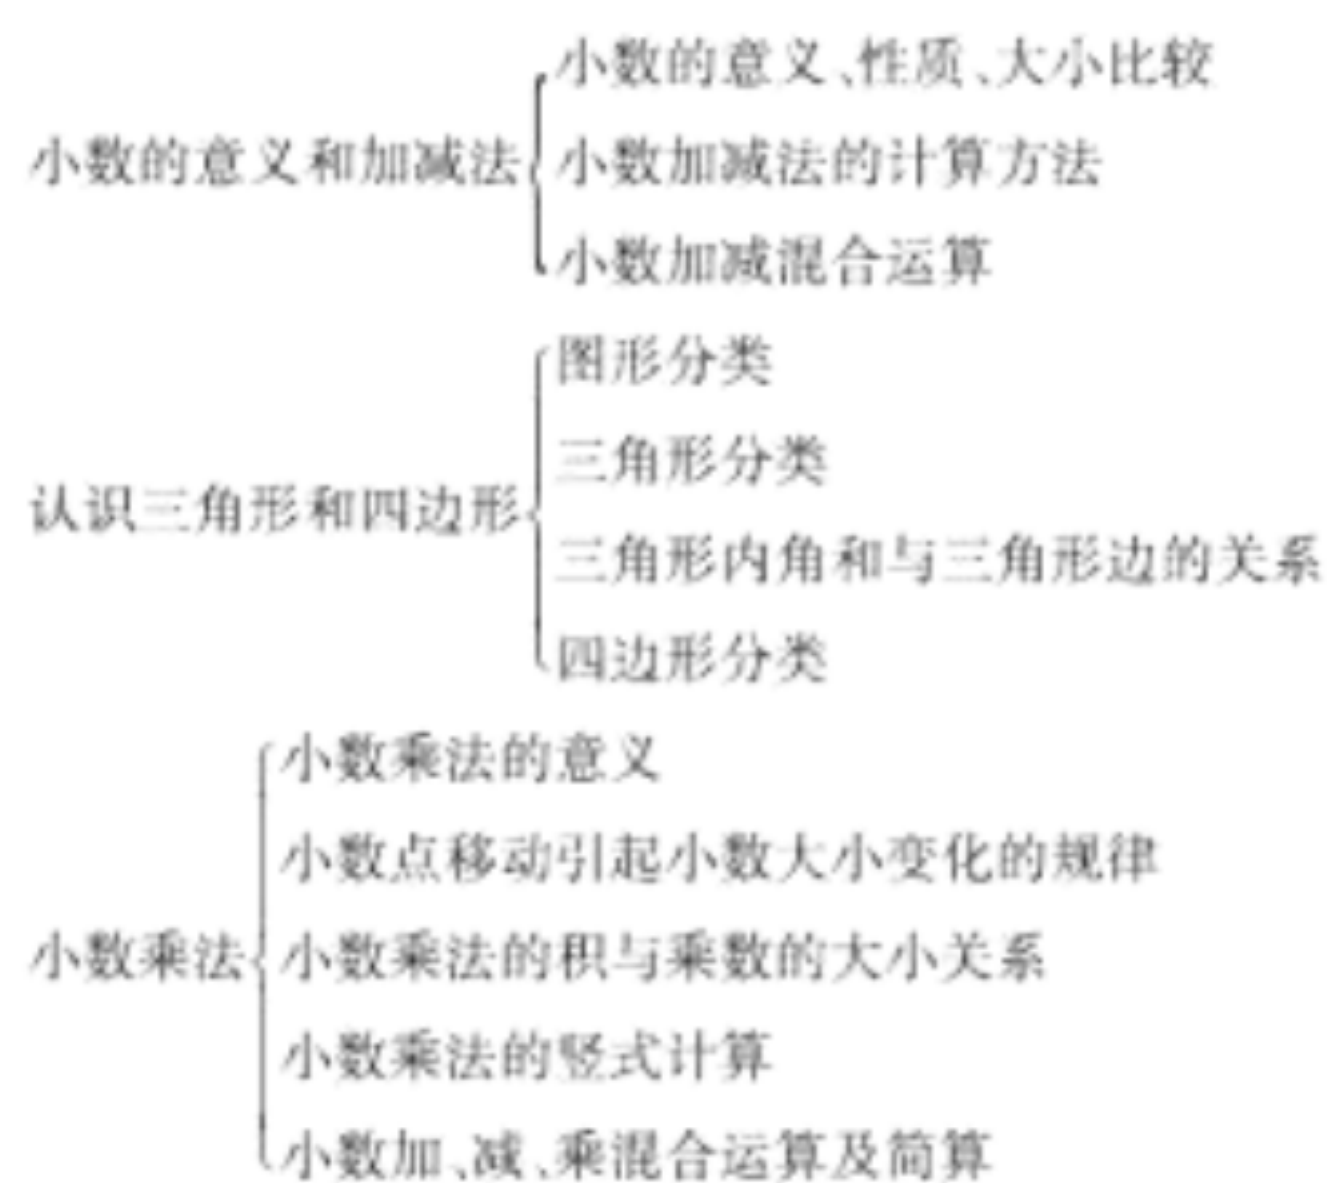 小数的意义、性质、大小比较
小数的意义和加减法
小数加减法的计算方法
小数加减混合运算
图形分类
三角形分类
认识三角形和四边形
三角形内角和与三角形边的关系
四边形分类
小数乘法的意义
小数点移动引起小数大小变化的规律
小数乘法
小数乘法的积与乘数的大小关系
小数乘法的竖式计算
小数加、减、乘混合运算及简算